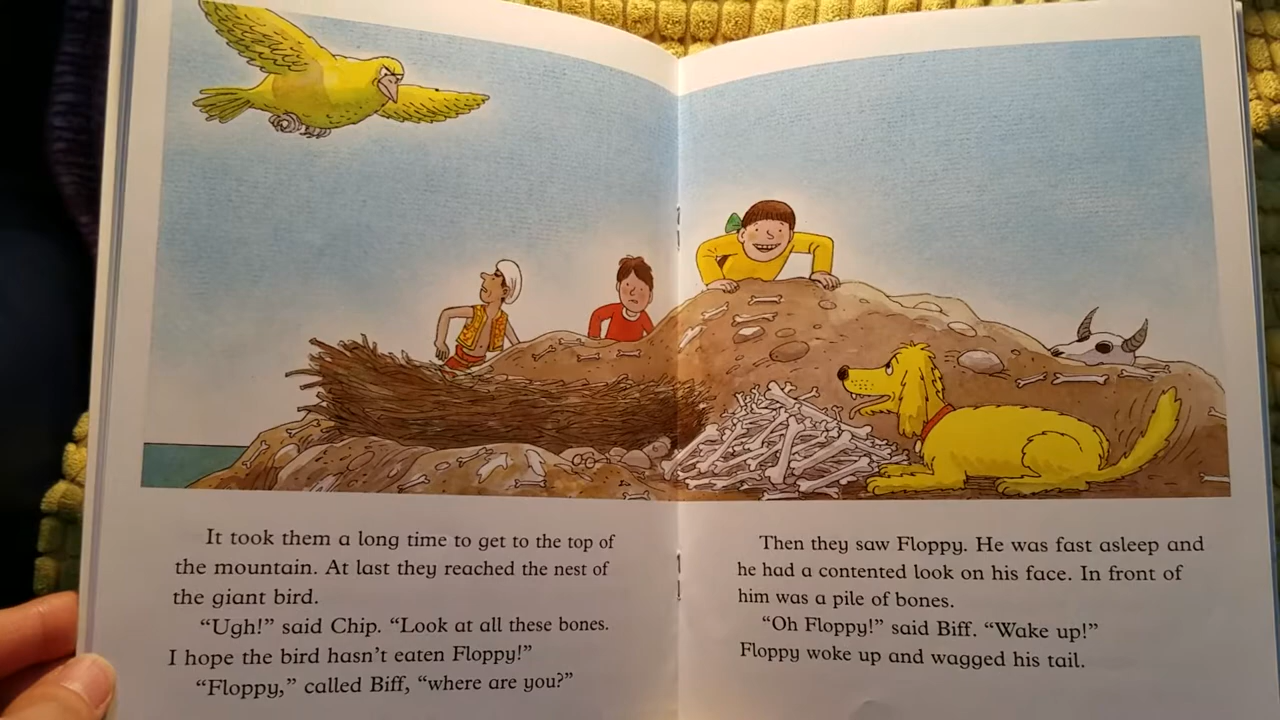 It took them a long time to get to the top of
the mountain. At last they reached the nest of
the giant bird.
“Ugh!” said Chip. “Look at all these bones.
I hope the bird hasn’t eaten Floppy!”
“Floppy,” called Biff, “where are you?”
Then they saw Floppy. He was fast asleep and
he had a contented look on his face. In front of
him was a pile of bones.
“Oh Floppy!” said Biff. “Wake up!”
Floppy woke up and wagged his tail.